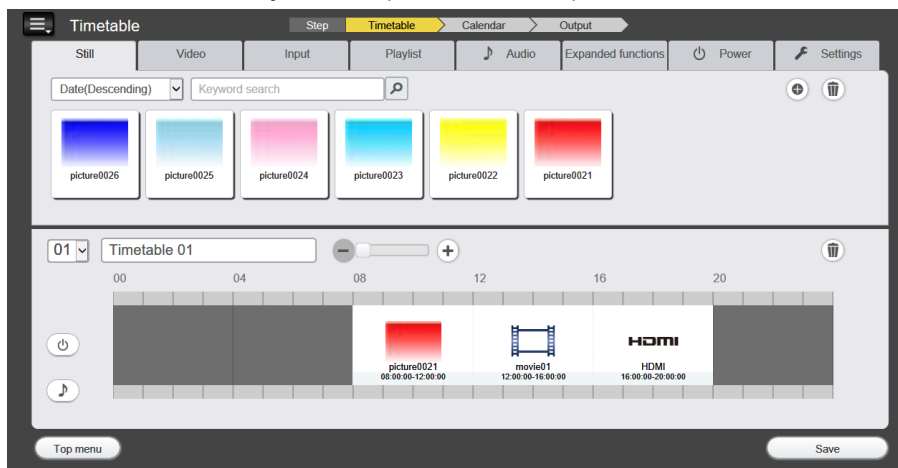 Timetable
Step Timetable Calendar Output
Still Video Input Playlist Audio Expanded functions Power Settings
Date(Descending) Keyword search
picture0026 picture0025 picture0024 picture0023 picture0022 picture0021
01 Timetable 01
00 04 08 12 16 20
HDMI
picture0021 movie01 HDMI
08:00:00-12:00:00 12:00:00-16:00:00 16:00:00-20:00:00
Top menu Save